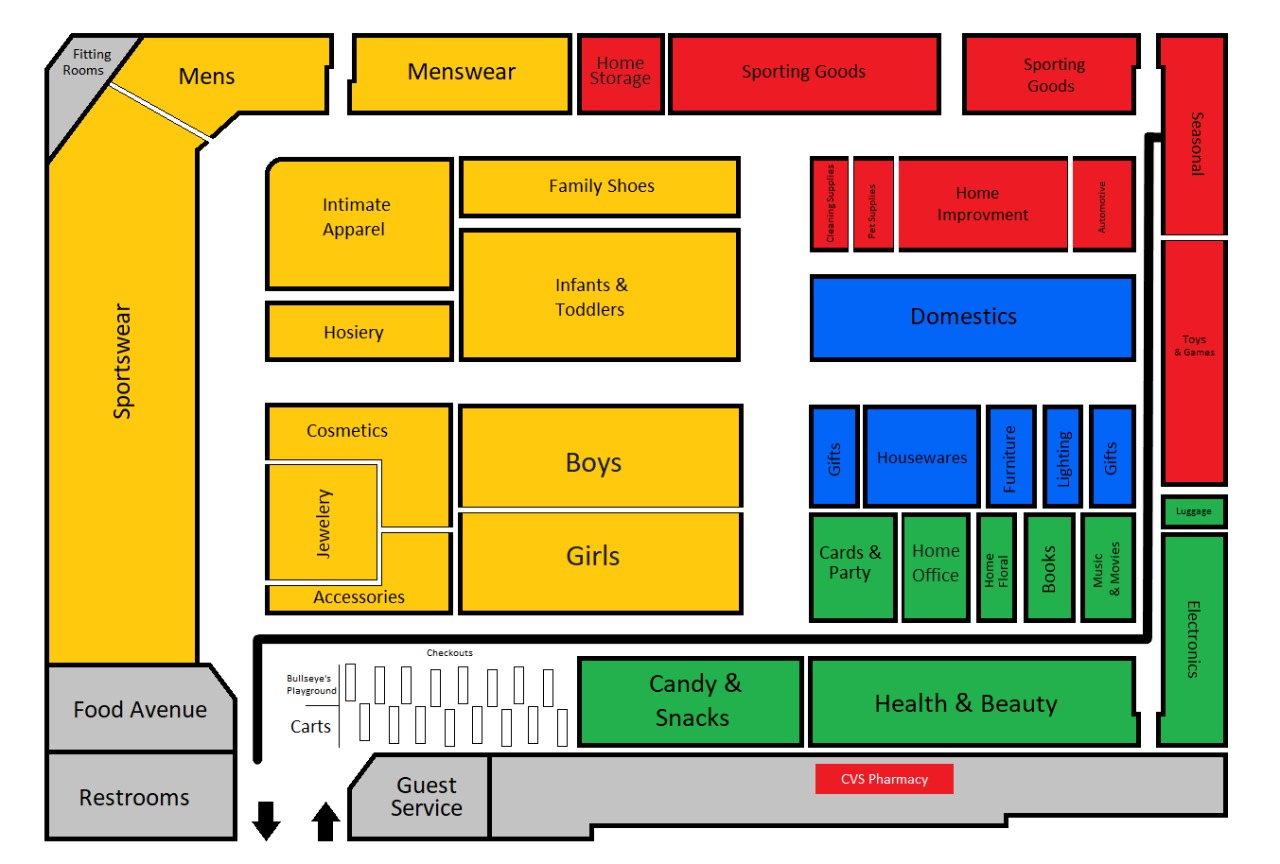 Fitting
Rooms
Mens
Menswear
Home
Storage
Sporting Goods
Sporting
Goods
Seasonal
Intimate
Apparel
Family Shoes
Cleaning Supplies
Pet Supplies
Home
Improvment
Automotive
Infants &
Toddlers
Hosiery
Domestics
Sportswear
Toys
& Games
Cosmetics
Boys
Gifts
Housewares
Furniture
Lighting
Gifts
Jewelery
Luggage
Girls
Cards &
Party
Home
Office
Home
Floral
Books
Music
& Movies
Accessories
Electronics
Checkouts
Bullseye's
Playground
Carts
Candy &
Snacks
Health & Beauty
Food Avenue
Restrooms
Guest
Service
CVS Pharmacy